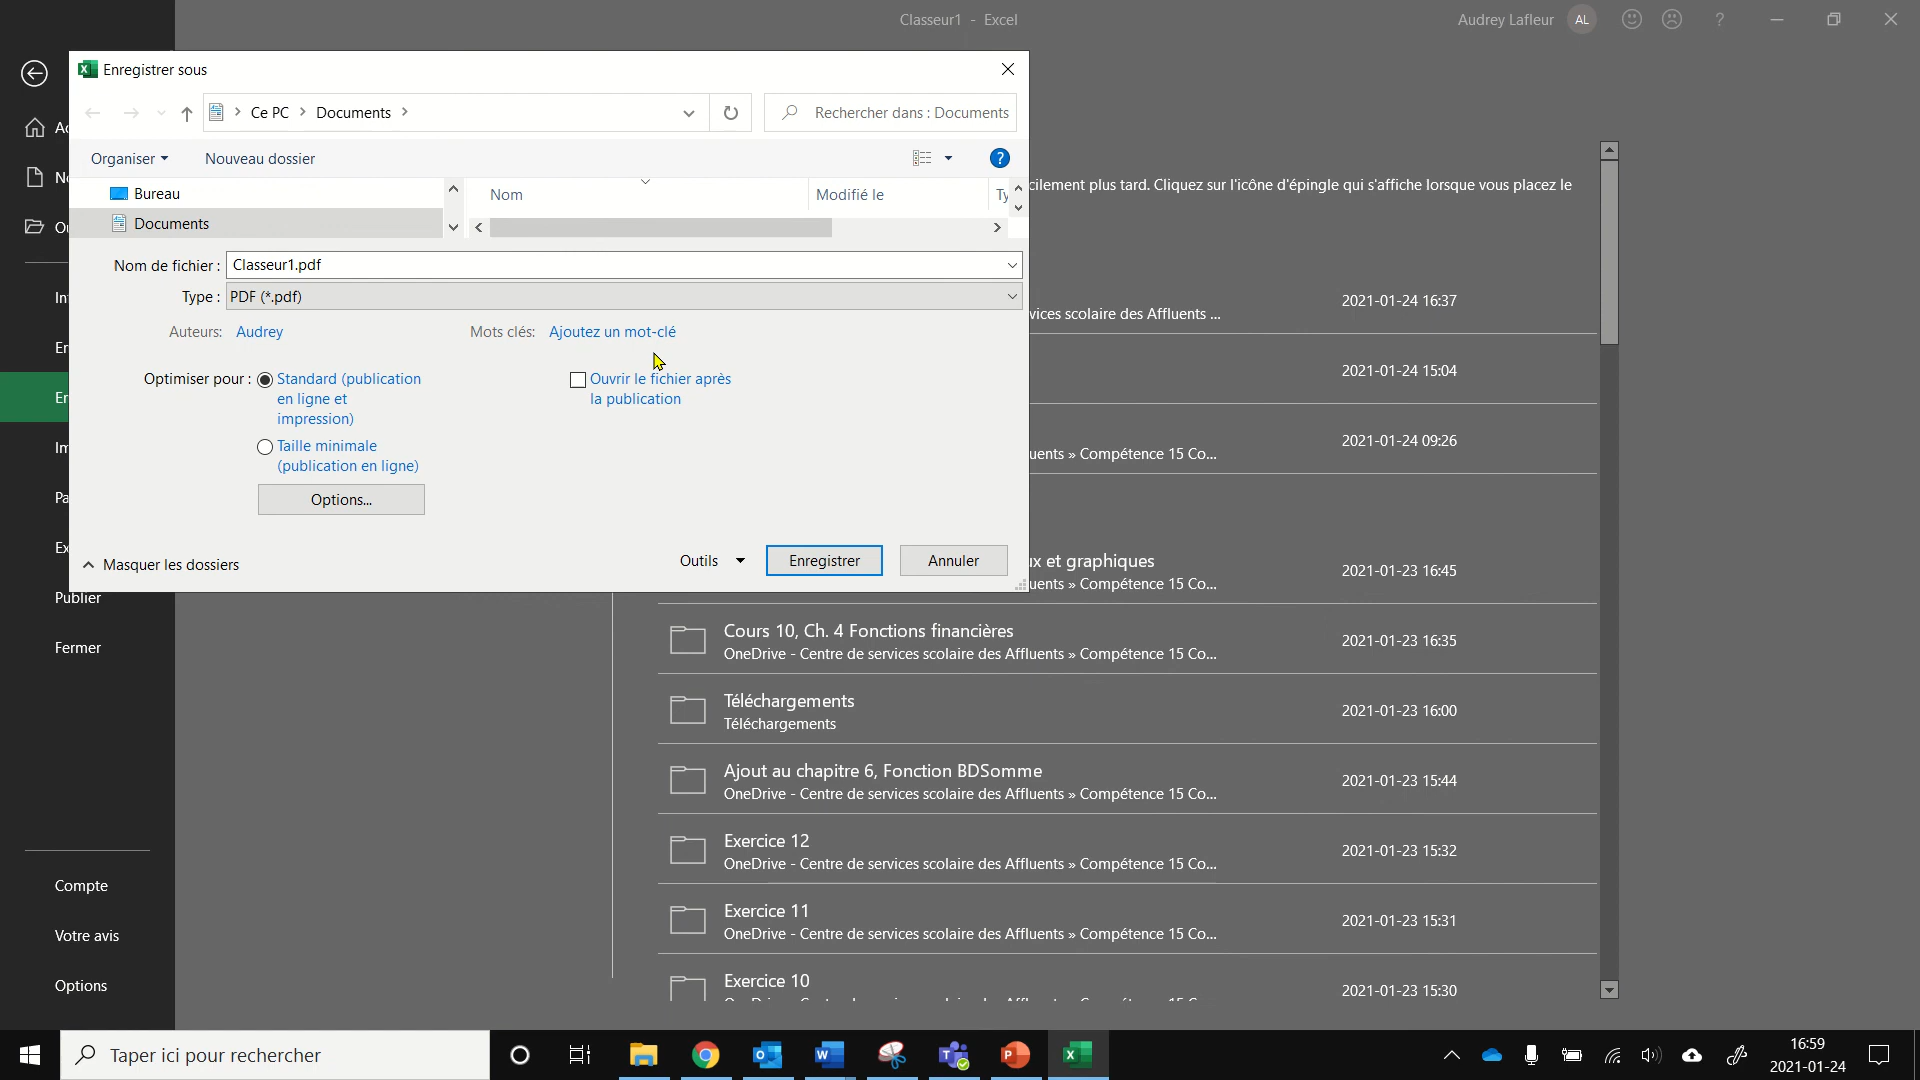 Classeur1 - Excel
Audrey Lafleur AL
?
Enregistrer sous
Ce PC > Documents >
Rechercher dans : Documents
Organiser
Nouveau dossier
?
Bureau
Documents
Nom
Modifié le
Ty
Nom de fichier : Classeur1.pdf
Type : PDF (*.pdf)
Auteurs: Audrey
Mots clés: Ajoutez un mot-clé
Optimiser pour :
Standard (publication
en ligne et
impression)
Taille minimale
(publication en ligne)
Options...
Ouvrir le fichier après
la publication
Masquer les dossiers
Outils
Enregistrer
Annuler
Publier
Fermer
Compte
Votre avis
Options
cilement plus tard. Cliquez sur l'icône d'épingle qui s'affiche lorsque vous placez le
vices scolaire des Affluents ...
2021-01-24 16:37
2021-01-24 15:04
uents » Compétence 15 Co...
2021-01-24 09:26
ux et graphiques
uents » Compétence 15 Co...
2021-01-23 16:45
Cours 10, Ch. 4 Fonctions financières
OneDrive - Centre de services scolaire des Affluents » Compétence 15 Co...
2021-01-23 16:35
Téléchargements
Téléchargements
2021-01-23 16:00
Ajout au chapitre 6, Fonction BDSomme
OneDrive - Centre de services scolaire des Affluents » Compétence 15 Co...
2021-01-23 15:44
Exercice 12
OneDrive - Centre de services scolaire des Affluents » Compétence 15 Co...
2021-01-23 15:32
Exercice 11
OneDrive - Centre de services scolaire des Affluents » Compétence 15 Co...
2021-01-23 15:31
Exercice 10
2021-01-23 15:30
Taper ici pour rechercher
16:59
2021-01-24